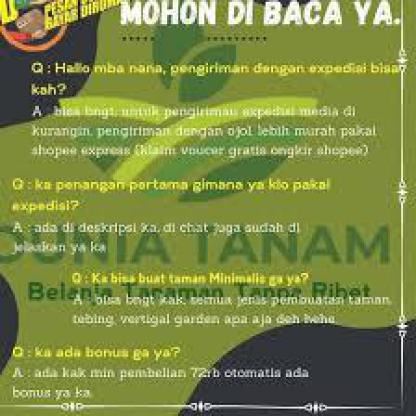 PESAN
BAYAR DIRUMAH
MOHON DI BACA YA.
Q : Hallo mba nana, pengiriman dengan expedisi bisa
kah?
A : bisa bngt, untuk pengiriman expedisi media di
kurangin, pengiriman dengan ojol lebih murah pakai
shopee express (klaim voucer gratis ongkir shopee)
Q : ka penangan pertama gimana ya klo pakai
expedisi?
A : ada di deskripsi ka, di chat juga sudah di
jelaskan ya ka
TANAM
Q : Ka bisa buat taman Minimalis ga ya?
Belanja Tanaman Tanpa Ribet
A : bisa bngt kak, semua jenis pembuatan taman,
tebing, vertigal garden apa aja deh hehe
Q : ka ada bonus ga ya?
A : ada kak min pembelian 72rb otomatis ada
bonus ya ka.